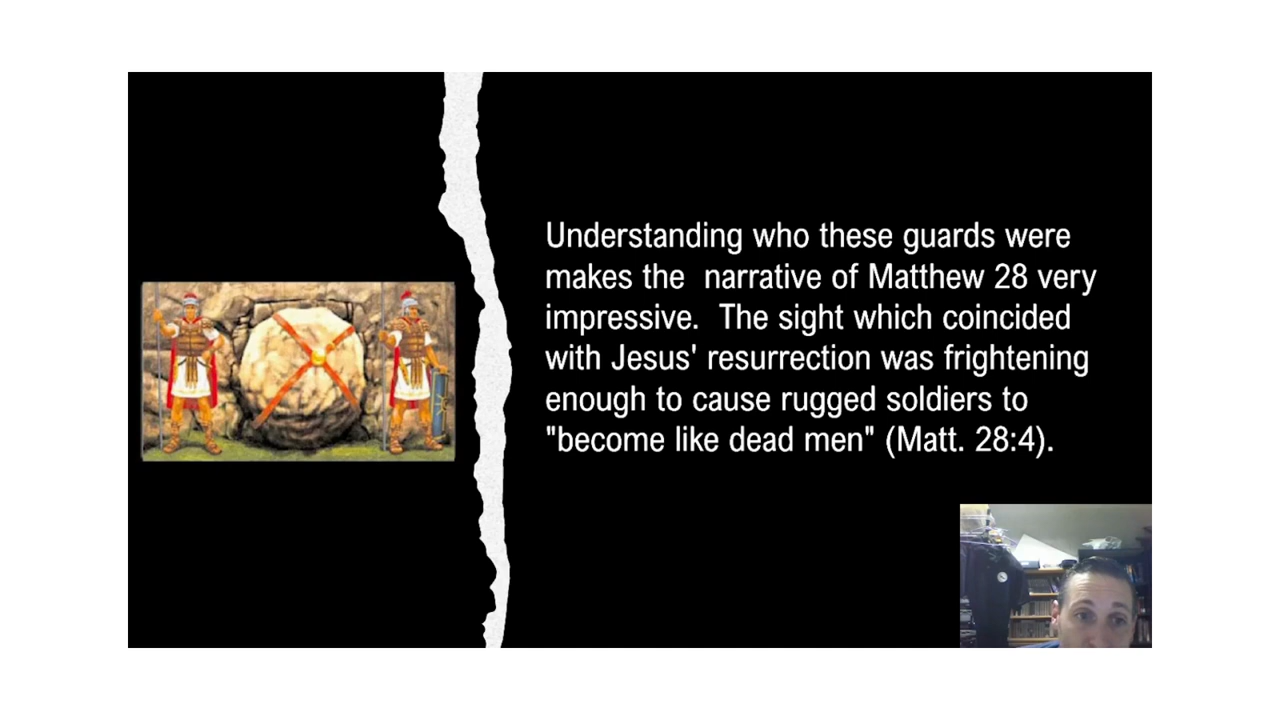 Understanding who these guards were
makes the  narrative of Matthew 28 very
impressive.  The sight which coincided
with Jesus' resurrection was frightening
enough to cause rugged soldiers to
"become like dead men" (Matt. 28:4).